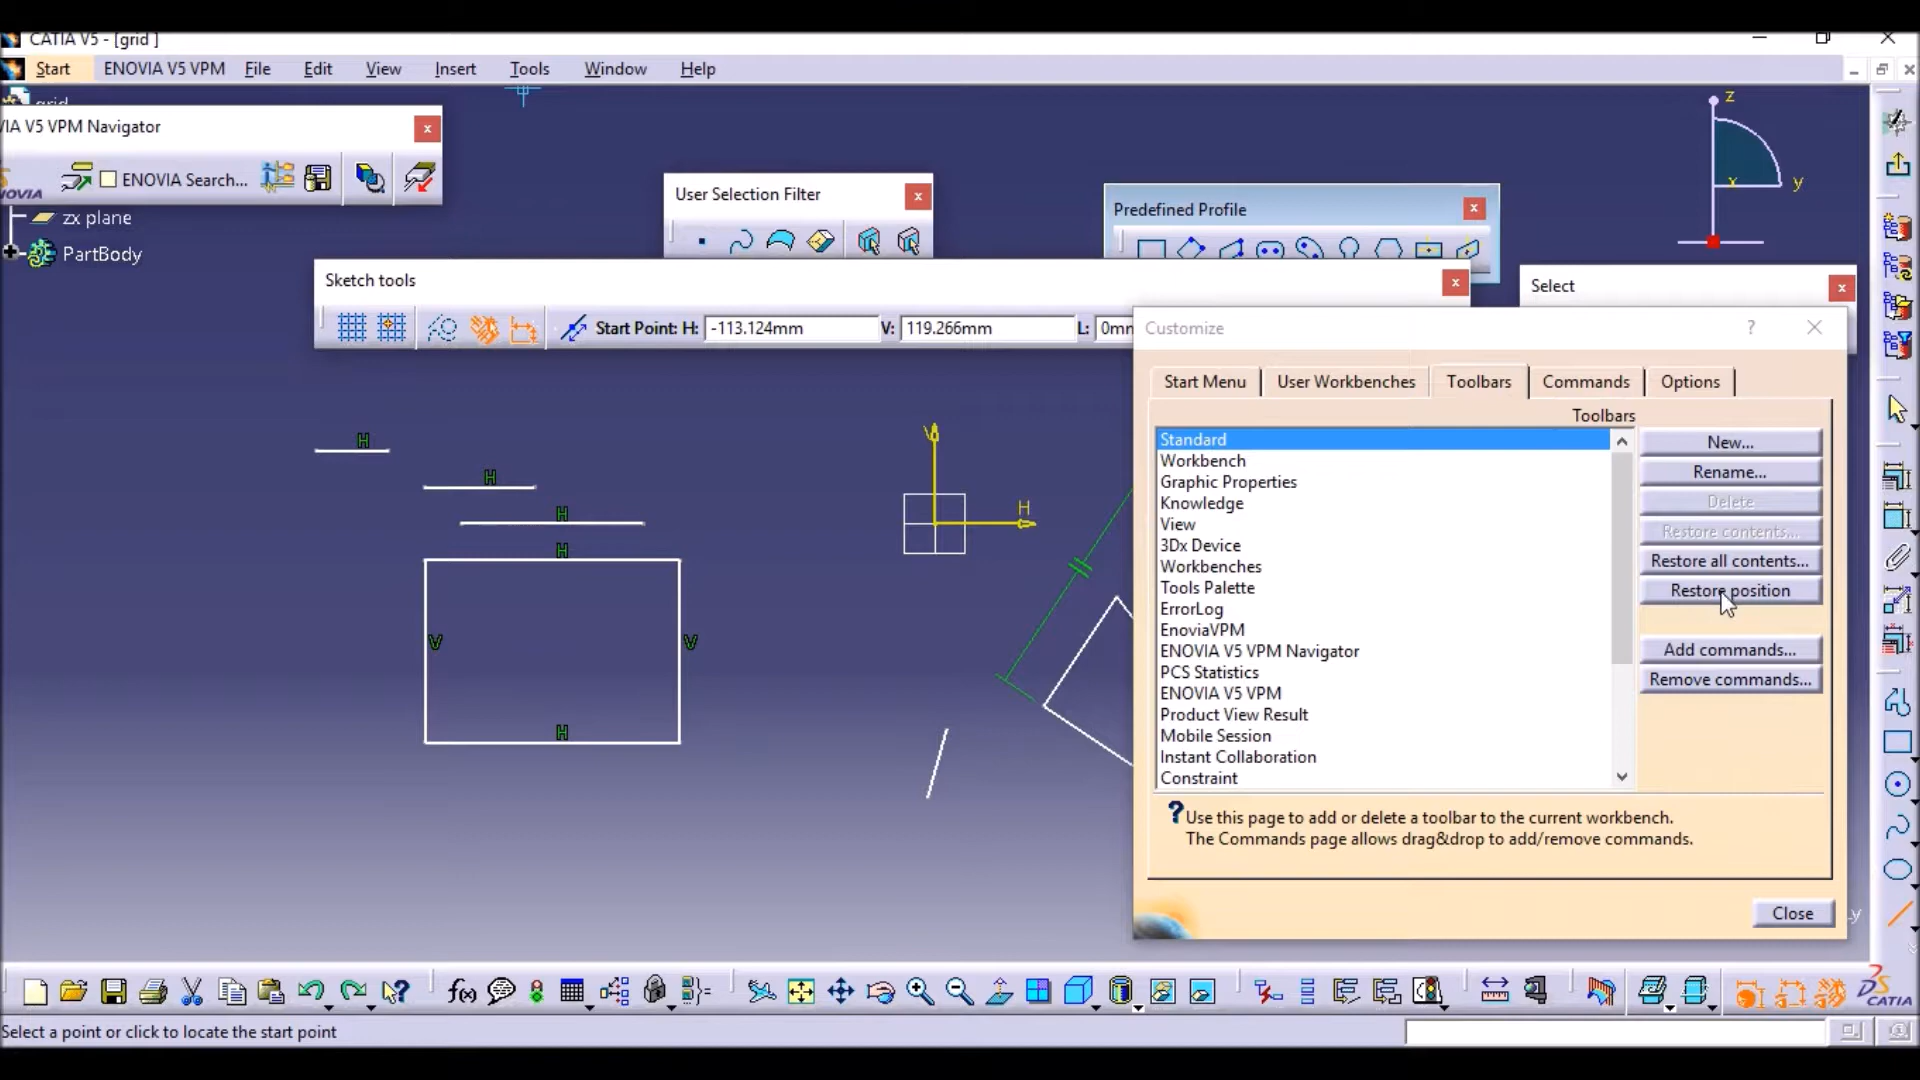 CATIA V5 - [grid ]
Start ENOVIA V5 VPM File Edit View Insert Tools Window Help
grid
VIA V5 VPM Navigator
NOVIA
ENOVIA Search...
zx plane
PartBody
User Selection Filter
Predefined Profile
z
x
y
Sketch tools
Start Point: H: -113.124mm V: 119.266mm L: 0mm
Select
Customize
?
Start Menu User Workbenches Toolbars Commands Options
Toolbars
Standard
Workbench
Graphic Properties
Knowledge
View
3Dx Device
Workbenches
Tools Palette
ErrorLog
EnoviaVPM
ENOVIA V5 VPM Navigator
PCS Statistics
ENOVIA V5 VPM
Product View Result
Mobile Session
Instant Collaboration
Constraint
New...
Rename...
Delete
Restore contents...
Restore all contents...
Restore position
Add commands...
Remove commands...
? Use this page to add or delete a toolbar to the current workbench.
The Commands page allows drag&drop to add/remove commands.
Close
y
H
H
H
H
V
V
H
V
H
f(x)
CATIA
Select a point or click to locate the start point